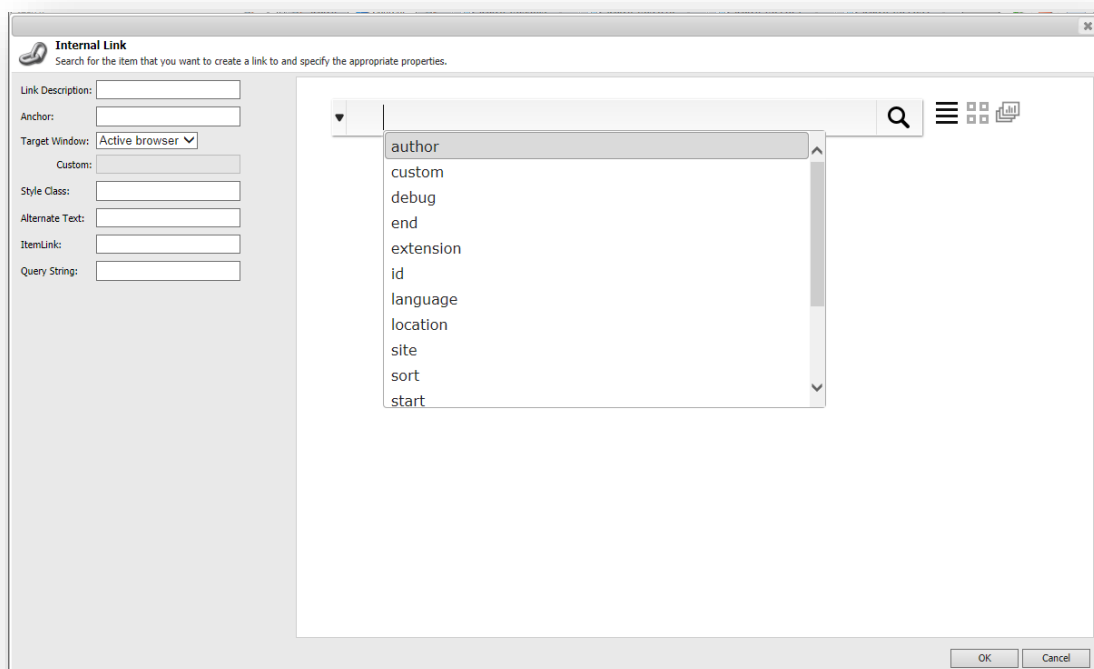 Internal Link
Search for the item that you want to create a link to and specify the appropriate properties.
Link Description:
Anchor:
Target Window: Active browser
Custom:
Style Class:
Alternate Text:
ItemLink:
Query String:
author
custom
debug
end
extension
id
language
location
site
sort
start
OK Cancel